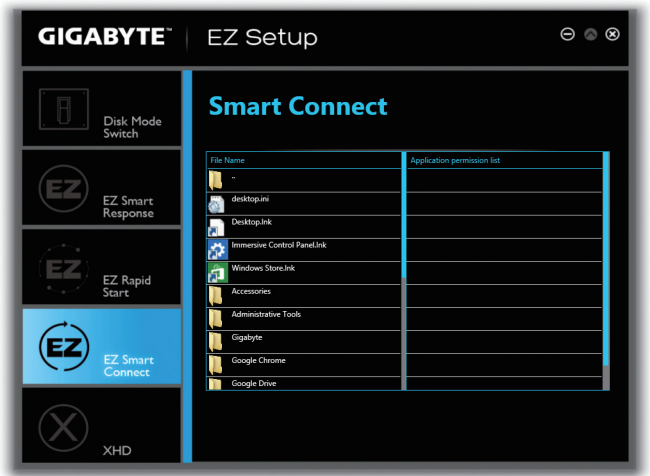 GIGABYTE™ EZ Setup
Disk Mode
Switch
EZ
EZ Smart
Response
EZ
EZ Rapid
Start
EZ
EZ Smart
Connect
XHD
Smart Connect
File Name Application permission list
..
desktop.ini
Desktop.lnk
Immersive Control Panel.lnk
Windows Store.lnk
Accessories
Administrative Tools
Gigabyte
Google Chrome
Google Drive